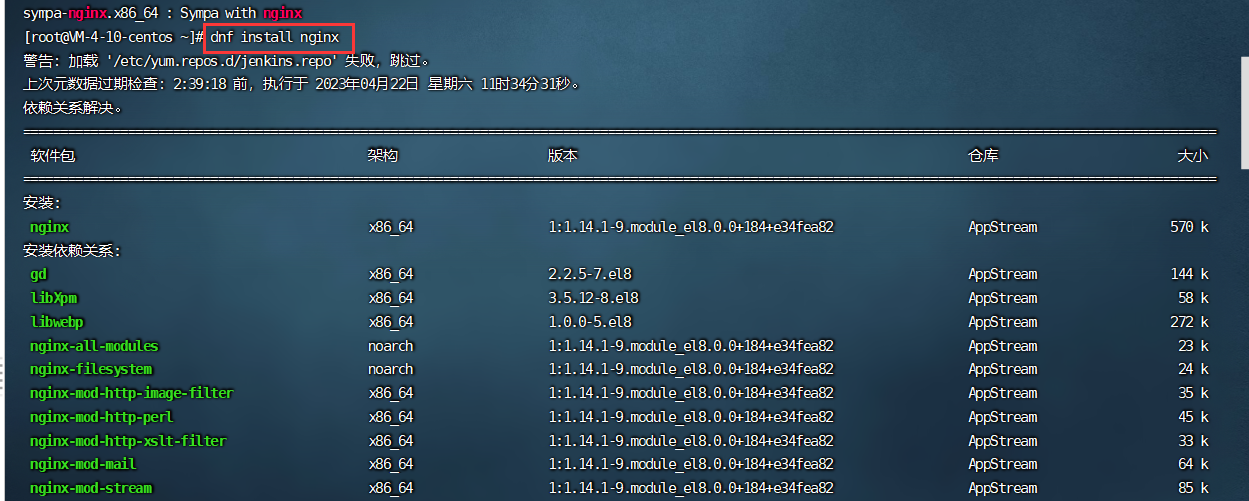 sympa-nginx.x86_64 : Sympa with nginx
[root@VM-4-10-centos ~]# dnf install nginx
警告：加载 '/etc/yum.repos.d/jenkins.repo' 失败，跳过。
上次元数据过期检查：2:39:18 前，执行于 2023年04月22日 星期六 11时34分31秒。
依赖关系解决。
软件包 架构 版本 仓库 大小
安装:
nginx x86_64 1:1.14.1-9.module_el8.0.0+184+e34fea82 AppStream 570 k
安装依赖关系:
gd x86_64 2.2.5-7.el8 AppStream 144 k
libXpm x86_64 3.5.12-8.el8 AppStream 58 k
libwebp x86_64 1.0.0-5.el8 AppStream 272 k
nginx-all-modules noarch 1:1.14.1-9.module_el8.0.0+184+e34fea82 AppStream 23 k
nginx-filesystem noarch 1:1.14.1-9.module_el8.0.0+184+e34fea82 AppStream 24 k
nginx-mod-http-image-filter x86_64 1:1.14.1-9.module_el8.0.0+184+e34fea82 AppStream 35 k
nginx-mod-http-perl x86_64 1:1.14.1-9.module_el8.0.0+184+e34fea82 AppStream 45 k
nginx-mod-http-xslt-filter x86_64 1:1.14.1-9.module_el8.0.0+184+e34fea82 AppStream 33 k
nginx-mod-mail x86_64 1:1.14.1-9.module_el8.0.0+184+e34fea82 AppStream 64 k
nginx-mod-stream x86_64 1:1.14.1-9.module_el8.0.0+184+e34fea82 AppStream 85 k